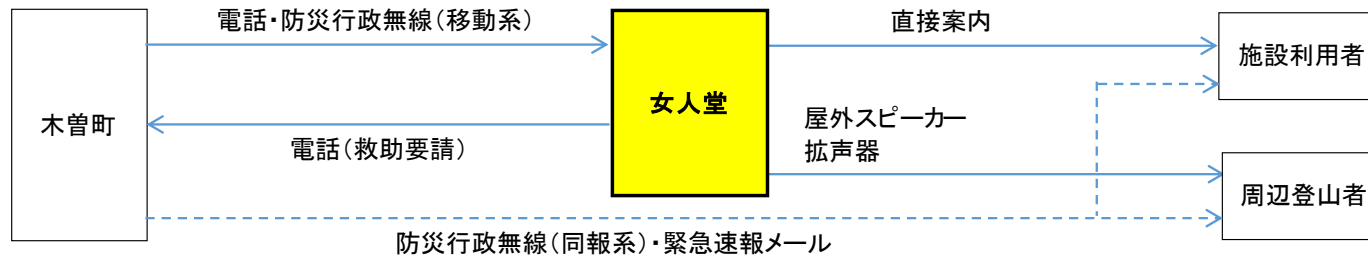 電話・防災行政無線(移動系)
直接案内
施設利用者
木曽町
女人堂
電話(救助要請)
屋外スピーカー
拡声器
周辺登山者
防災行政無線(同報系)・緊急速報メール